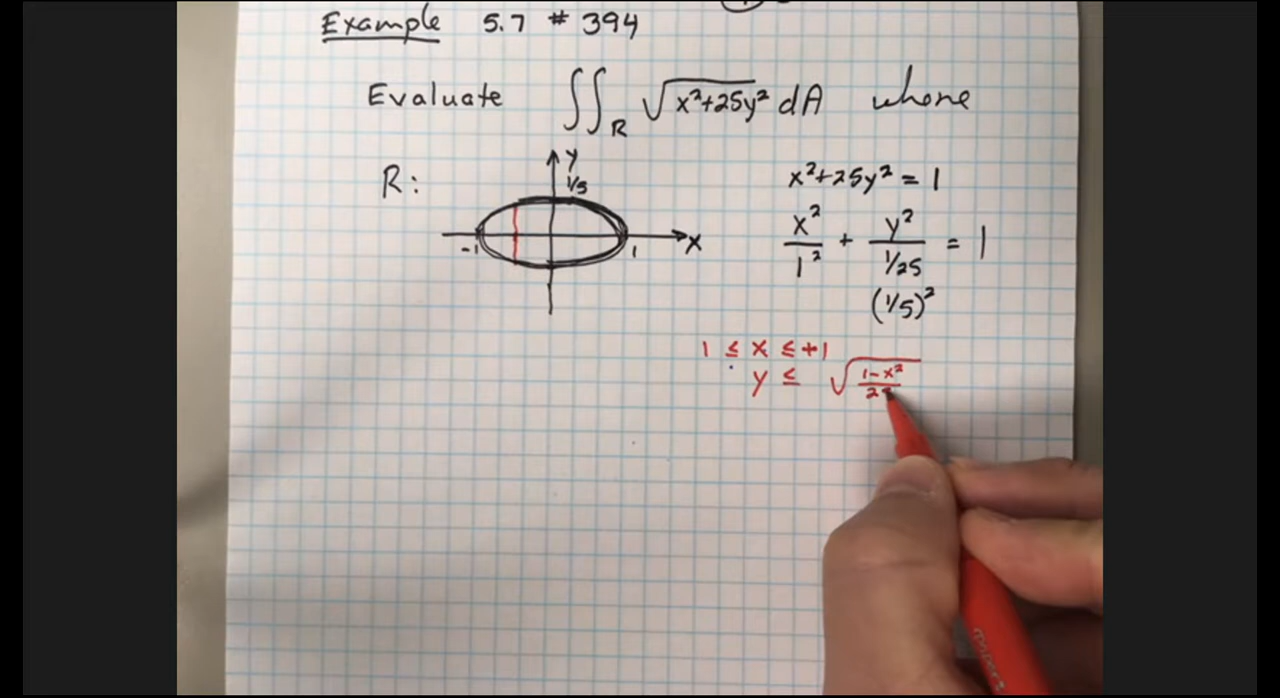 Example 5.7 # 394
Evaluate ∬_R √(x²+25y²) dA where
R:
y
1/5
-1
1
x
x²+25y² = 1
x²/1² + y²/(1/25) = 1
(1/5)²
1 ≤ x ≤ +1
y ≤ √((1-x²)/25)